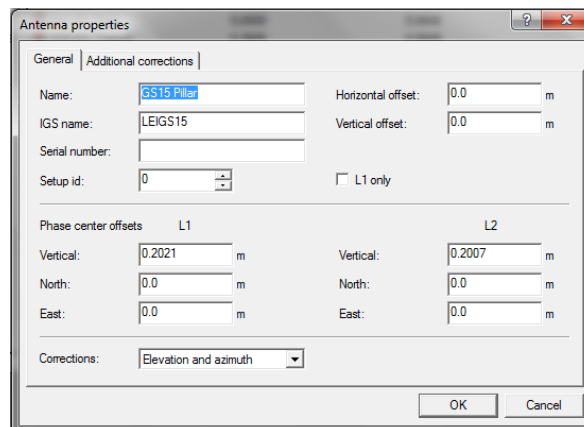 Antenna properties
General Additional corrections
Name: GS15 Pillar Horizontal offset: 0.0 m
IGS name: LEIGS15 Vertical offset: 0.0 m
Serial number:
Setup id: 0 L1 only
Phase center offsets L1 L2
Vertical: 0.2021 m Vertical: 0.2007 m
North: 0.0 m North: 0.0 m
East: 0.0 m East: 0.0 m
Corrections: Elevation and azimuth
OK Cancel